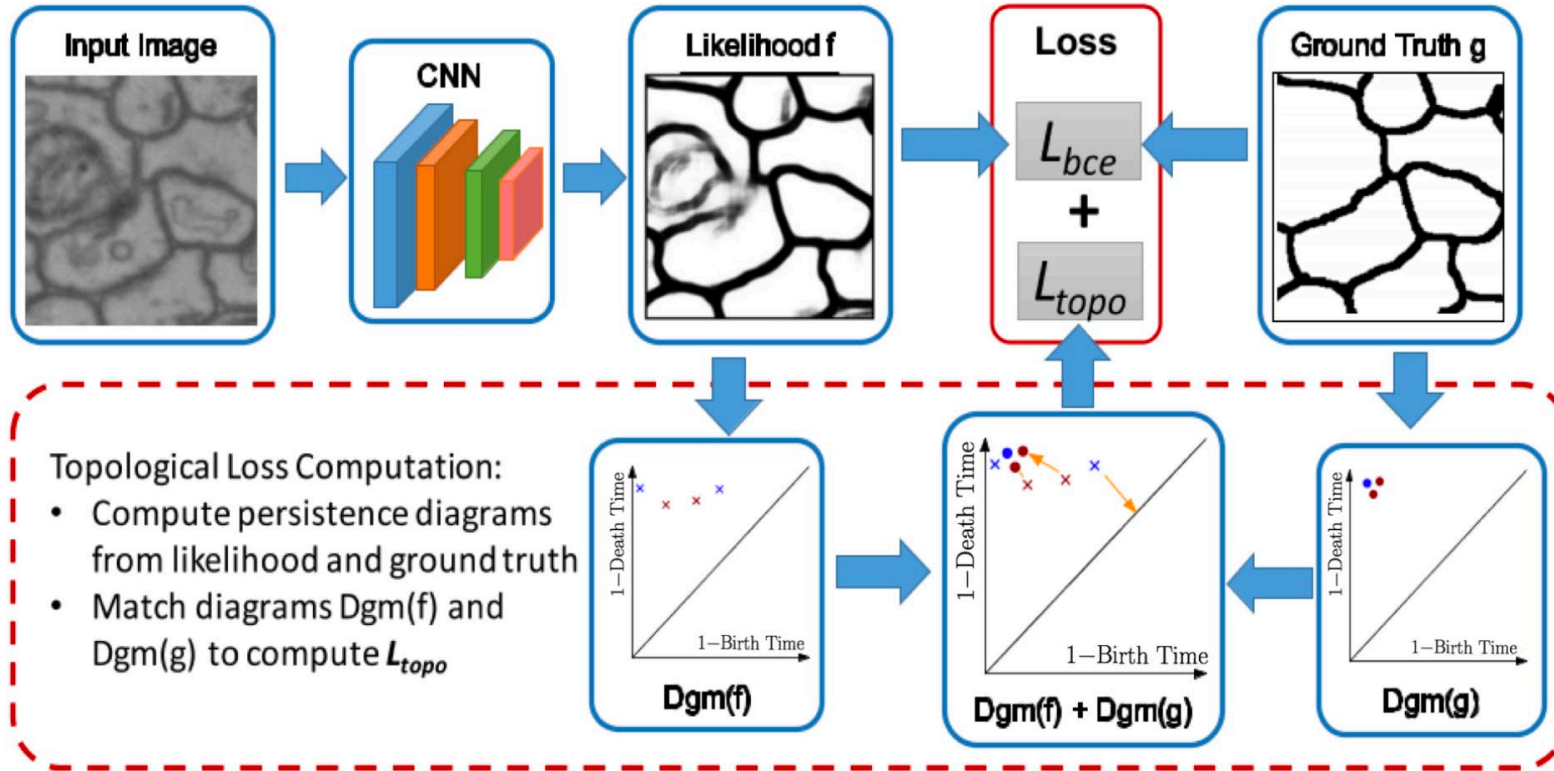 Input Image
CNN
Likelihood f
Loss
L_bce
+
L_topo
Ground Truth g
Topological Loss Computation:
• Compute persistence diagrams
from likelihood and ground truth
• Match diagrams Dgm(f) and
Dgm(g) to compute L_topo
1−Death Time
1−Birth Time
Dgm(f)
1−Death Time
1−Birth Time
Dgm(f) + Dgm(g)
1−Death Time
1−Birth Time
Dgm(g)